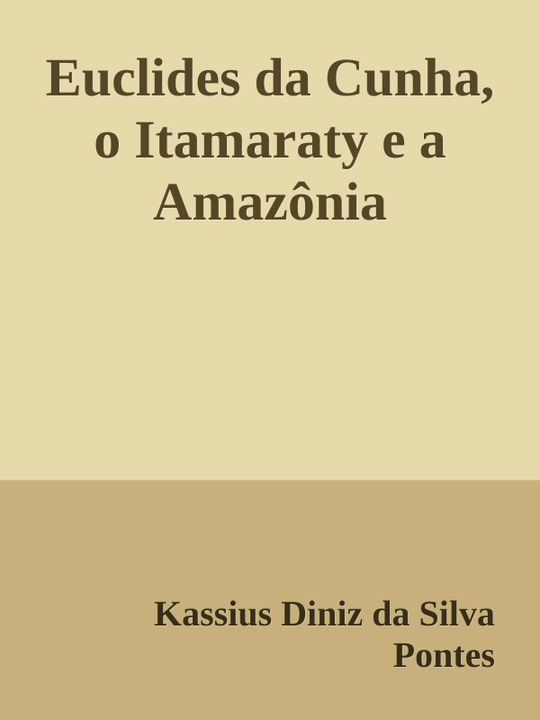 Euclides da Cunha,
o Itamaraty e a
Amazônia
Kassius Diniz da Silva
Pontes